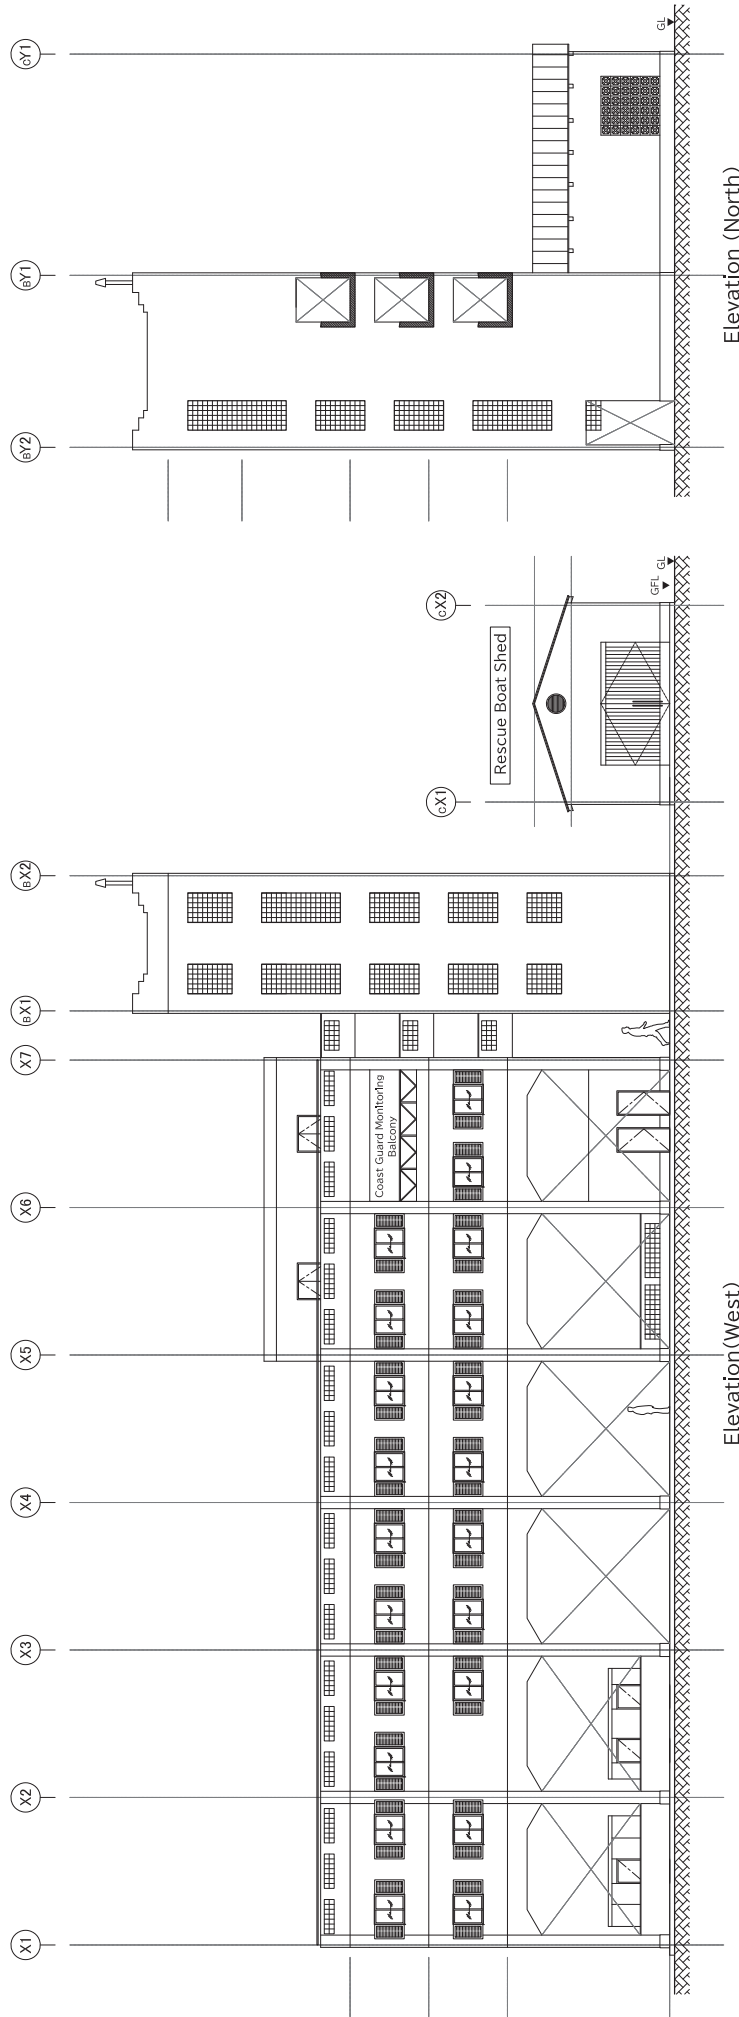 X1
X2
X3
X4
X5
X6
X7
BX1
BX2
CX1
CX2
Coast Guard Monitoring
Balcony
Rescue Boat Shed
GFL
GL
Elevation(West)
BY2
BY1
CY1
GL
Elevation (North)